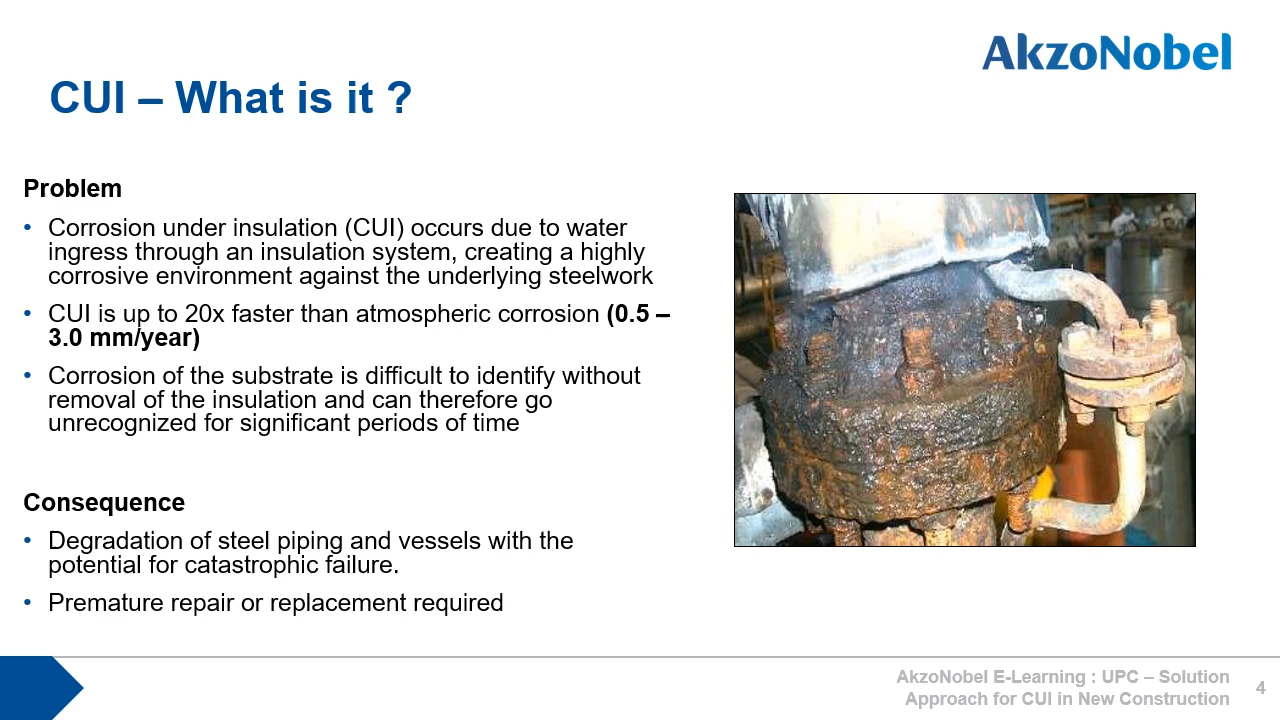 AkzoNobel
CUI – What is it ?
Problem
• Corrosion under insulation (CUI) occurs due to water
ingress through an insulation system, creating a highly
corrosive environment against the underlying steelwork
• CUI is up to 20x faster than atmospheric corrosion (0.5 –
3.0 mm/year)
• Corrosion of the substrate is difficult to identify without
removal of the insulation and can therefore go
unrecognized for significant periods of time
Consequence
• Degradation of steel piping and vessels with the
potential for catastrophic failure.
• Premature repair or replacement required
AkzoNobel E-Learning : UPC – Solution
Approach for CUI in New Construction
4